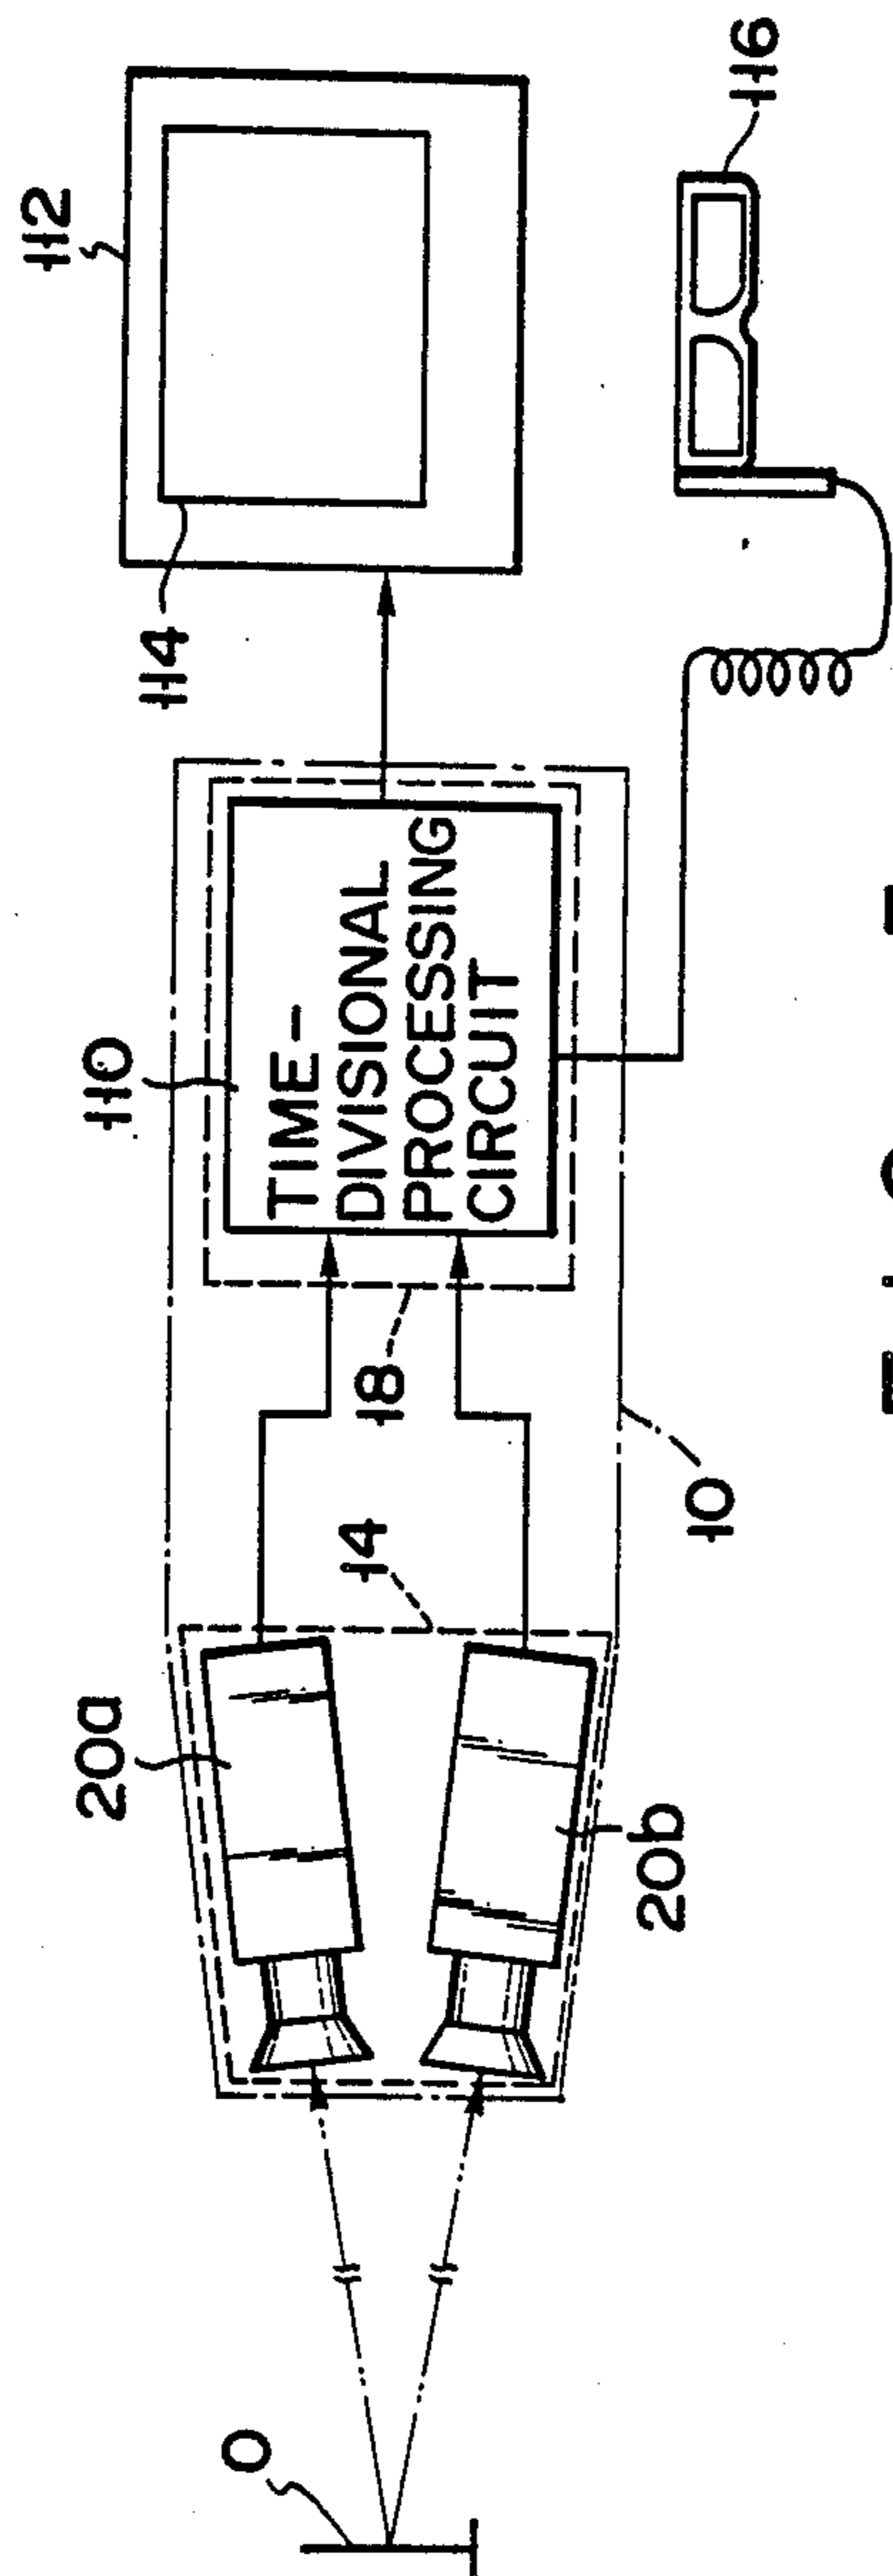 O
20a
110
114
112
TIME-
DIVISIONAL
PROCESSING
CIRCUIT
14
18
20b
10
116